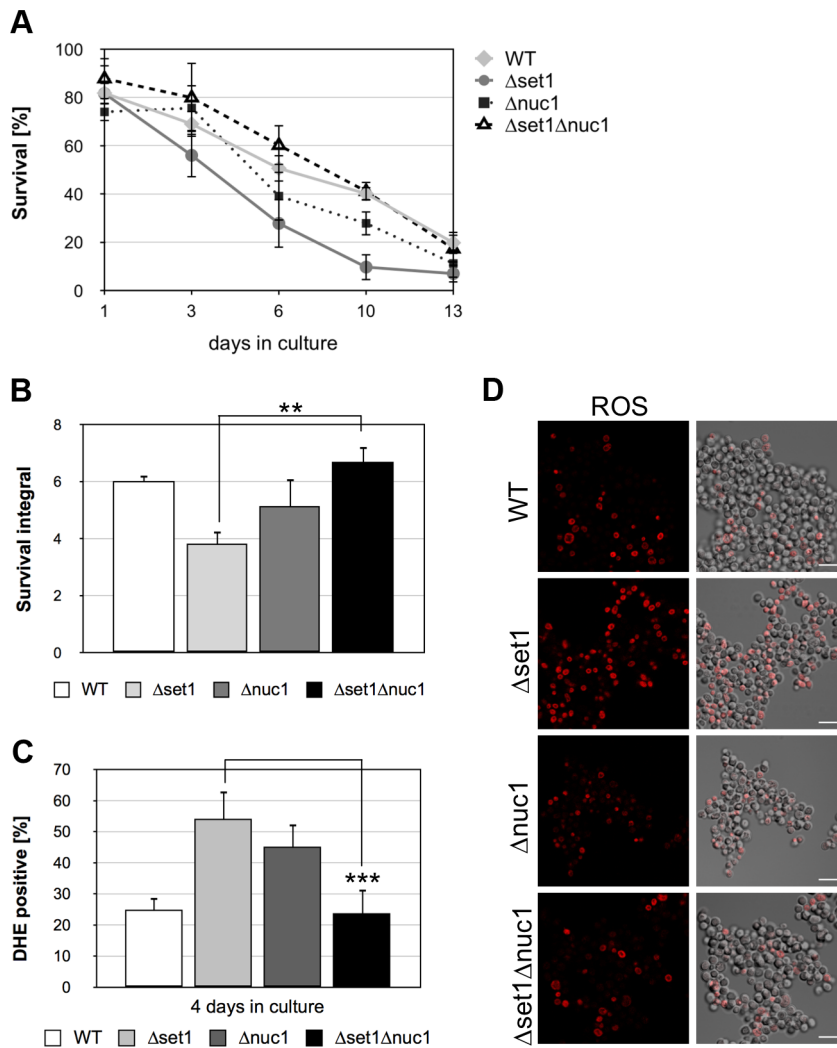 A
100
80
60
40
20
0
Survival [%]
1 3 6 10 13
days in culture
WT
Δset1
Δnuc1
Δset1Δnuc1
B
8
6
4
2
0
Survival integral
**
WT Δset1 Δnuc1 Δset1Δnuc1
C
70
60
50
40
30
20
10
0
DHE positive [%]
***
4 days in culture
WT Δset1 Δnuc1 Δset1Δnuc1
D
ROS
WT
Δset1
Δnuc1
Δset1Δnuc1